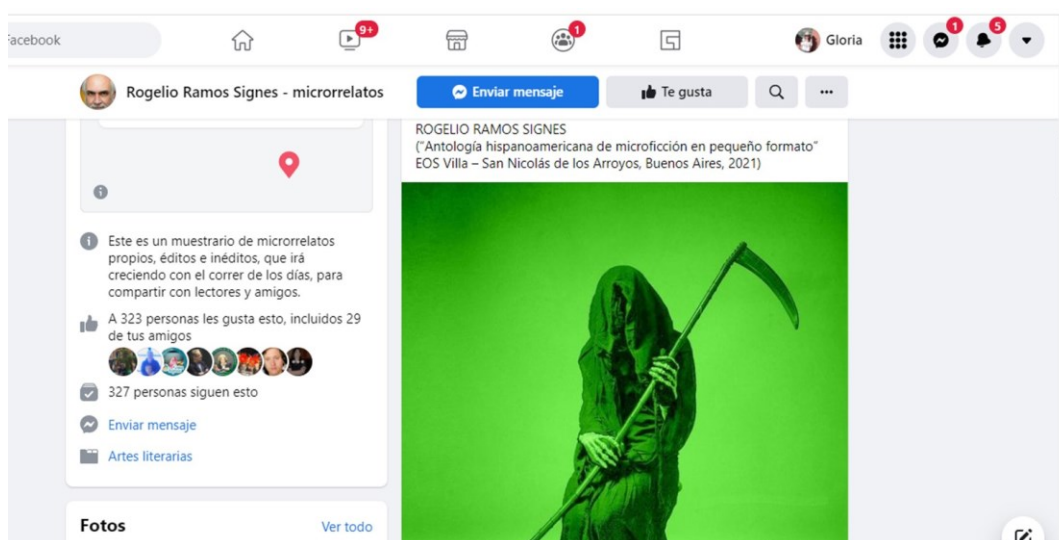 Facebook
9+
1
Gloria
1
5
Rogelio Ramos Signes - microrrelatos
Enviar mensaje
Te gusta
Este es un muestrario de microrrelatos
propios, éditos e inéditos, que irá
creciendo con el correr de los días, para
compartir con lectores y amigos.
A 323 personas les gusta esto, incluidos 29
de tus amigos
327 personas siguen esto
Enviar mensaje
Artes literarias
Fotos
Ver todo
ROGELIO RAMOS SIGNES
("Antología hispanoamericana de microficción en pequeño formato"
EOS Villa – San Nicolás de los Arroyos, Buenos Aires, 2021)